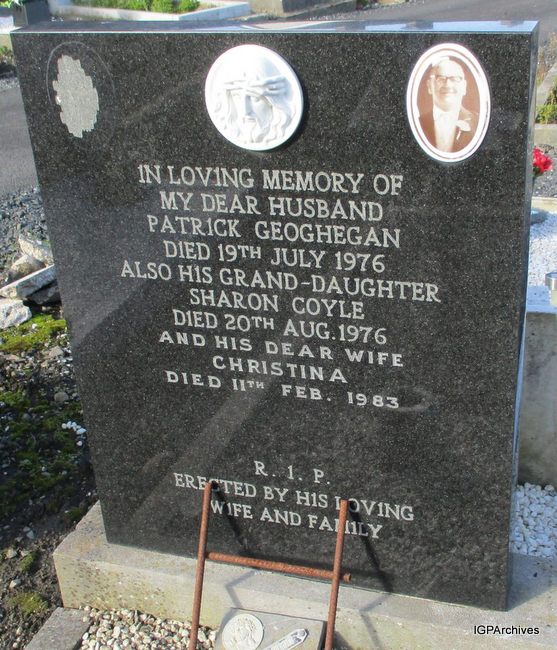 IN LOVING MEMORY OF
MY DEAR HUSBAND
PATRICK GEOGHEGAN
DIED 19TH JULY 1976
ALSO HIS GRAND-DAUGHTER
SHARON COYLE
DIED 20TH AUG. 1976
AND HIS DEAR WIFE
CHRISTINA
DIED 11TH FEB. 1983
R. I. P.
ERECTED BY HIS LOVING
WIFE AND FAMILY
IGPArchives